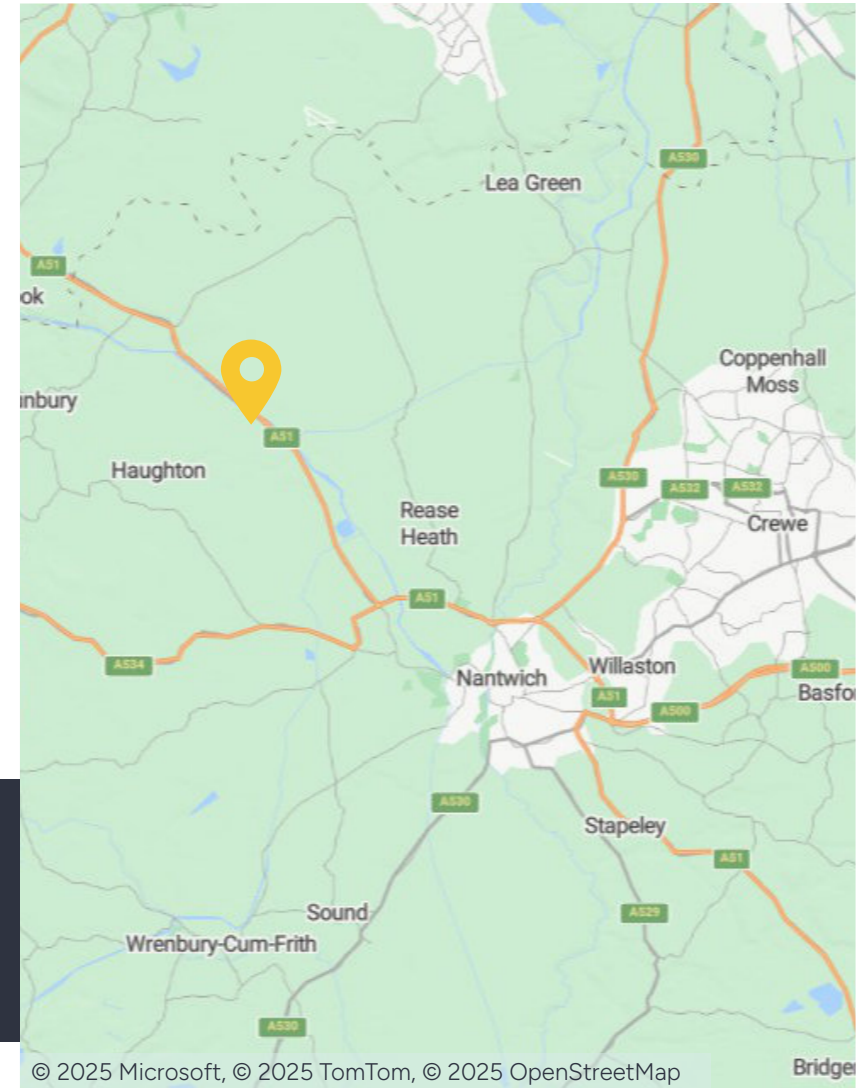 A530
Lea Green
A51
ok
Coppenhall
Moss
nbury
A51
Haughton
A530
A532
A532
Rease
Heath
Crewe
A51
A534
Nantwich
Willaston
A500
A51
Basfo
A500
A530
Stapeley
A51
Sound
A529
Wrenbury-Cum-Frith
A530
© 2025 Microsoft, © 2025 TomTom, © 2025 OpenStreetMap
Bridge